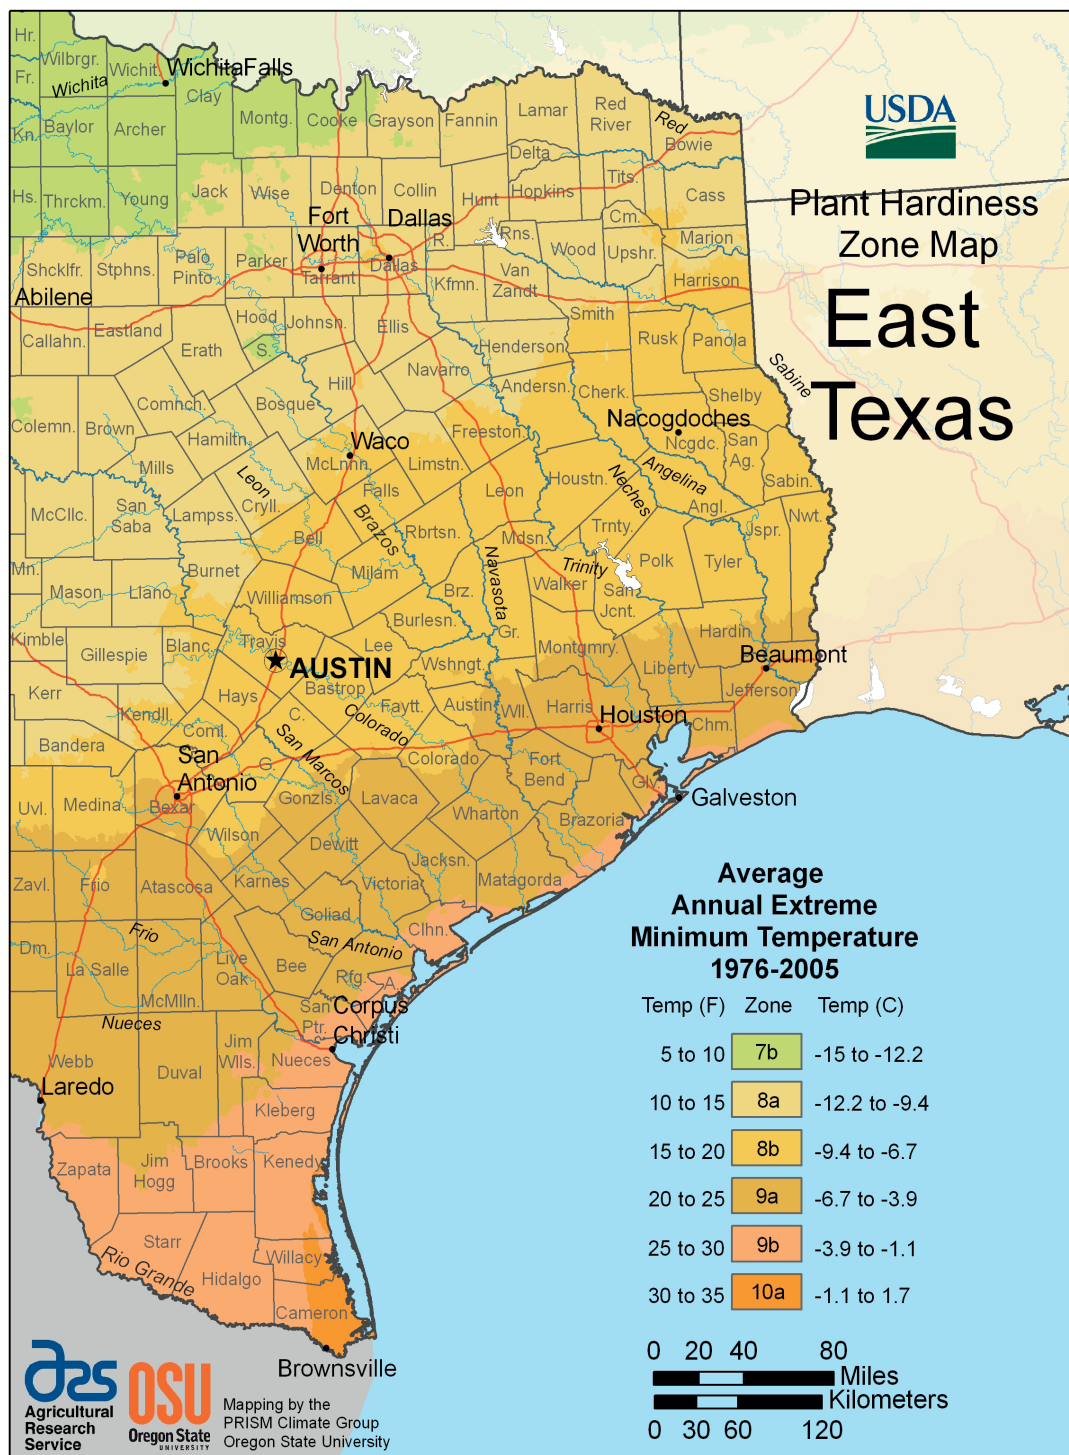 Hr.
Wilbrgr.
Wichit.
WichitaFalls
Fr.
Wichita
Clay
Kn.
Baylor
Archer
Montg.
Cooke
Grayson
Fannin
Lamar
Red
River
Red
Bowie
USDA
Delta
Hs.
Thrckm.
Young
Jack
Wise
Denton
Collin
Hunt
Hopkins
Tits.
Cass
Plant Hardiness
Zone Map
East
Texas
Fort
Worth
Dallas
Cm.
R.
Rns.
Wood
Upshr.
Marion
Shcklfr.
Stphns.
Palo
Pinto
Parker
Tarrant
Dallas
Kfmn.
Van
Zandt
Harrison
Abilene
Callahn.
Eastland
Hood
Johnsn.
Ellis
Smith
Erath
S.
Henderson
Rusk
Panola
Sabine
Hill
Navarro
Andersn.
Cherk.
Shelby
Comnch.
Bosque
Nacogdoches
Colemn.
Brown
Hamiltn.
Waco
Freeston.
Ncgdc.
San
Ag.
Mills
Leon
McLnnn.
Limstn.
Angelina
Sabin.
Houstn.
Neches
San
Saba
Lampss.
Cryll.
Falls
Leon
McCllc.
Brazos
Angl.
Nwt.
Bell
Rbrtsn.
Mdsn.
Trnty.
Jspr.
Mn.
Mason
Llano
Burnet
Milam
Navasota
Trinity
Polk
Tyler
Williamson
Brz.
Walker
San
Jcnt.
Kimble
Gillespie
Blanc.
Travis
Lee
Burlesn.
Gr.
Montgmry.
Hardin
AUSTIN
Wshngt.
Liberty
Beaumont
Kerr
Hays
Bastrop
Jefferson
Kendll.
C.
Colorado
Faytt.
Austin
Wll.
Harris
Houston
Chm.
Bandera
Coml.
San
Antonio
G.
San Marcos
Colorado
Fort
Bend
Glv.
Galveston
Uvl.
Medina
Bexar
Gonzls.
Lavaca
Wharton
Brazoria
Wilson
Dewitt
Zavl.
Frio
Atascosa
Karnes
Jacksn.
Victoria
Matagorda
Goliad
Dm.
Frio
San Antonio
Clhn.
La Salle
Live
Oak
Bee
Rfg.
A.
McMlln.
San
Ptr.
Corpus
Christi
Nueces
Webb
Duval
Jim
Wlls.
Nueces
Laredo
Kleberg
Zapata
Jim
Hogg
Brooks
Kenedy
Starr
Willacy
Rio Grande
Hidalgo
Cameron
Brownsville
Average
Annual Extreme
Minimum Temperature
1976-2005
Temp (F) Zone Temp (C)
5 to 10 7b -15 to -12.2
10 to 15 8a -12.2 to -9.4
15 to 20 8b -9.4 to -6.7
20 to 25 9a -6.7 to -3.9
25 to 30 9b -3.9 to -1.1
30 to 35 10a -1.1 to 1.7
0 20 40 80
Miles
Kilometers
0 30 60 120
ars
Agricultural
Research
Service
OSU
Oregon State
UNIVERSITY
Mapping by the
PRISM Climate Group
Oregon State University